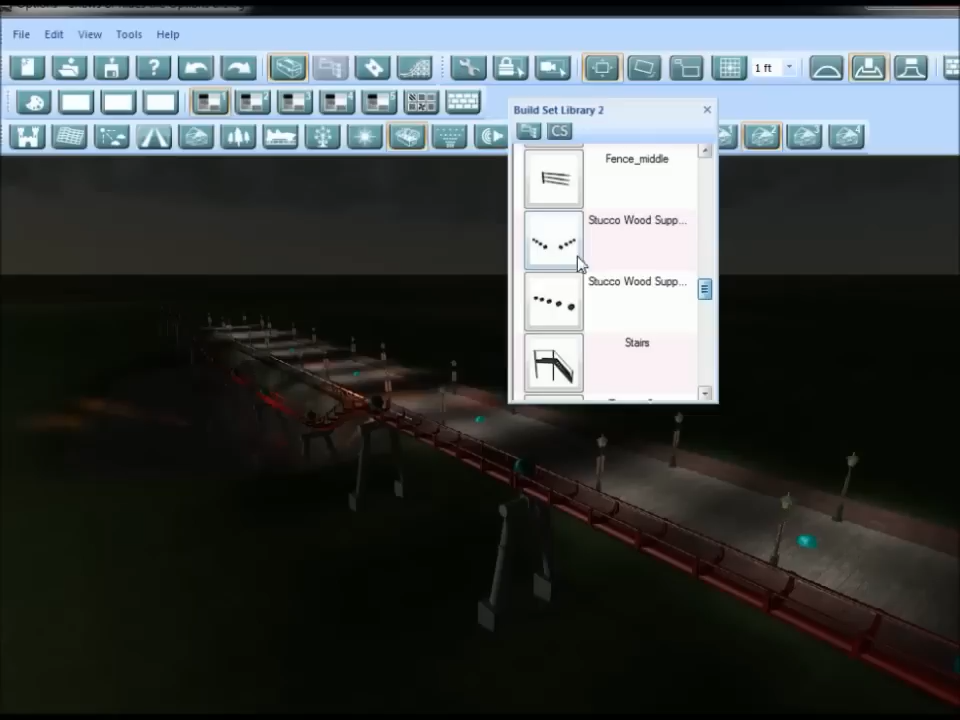 File Edit View Tools Help
1 ft
Build Set Library 2
CS
Fence_middle
Stucco Wood Supp...
Stucco Wood Supp...
Stairs